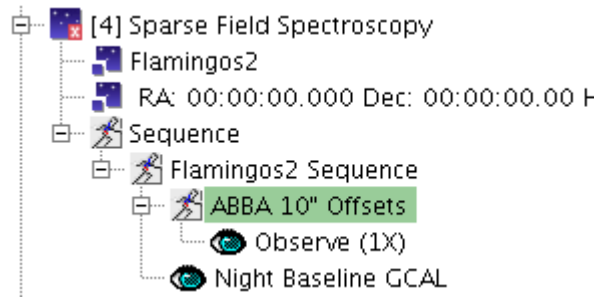 [4] Sparse Field Spectroscopy
Flamingos2
RA: 00:00:00.000 Dec: 00:00:00.00 H
Sequence
Flamingos2 Sequence
ABBA 10" Offsets
Observe (1X)
Night Baseline GCAL